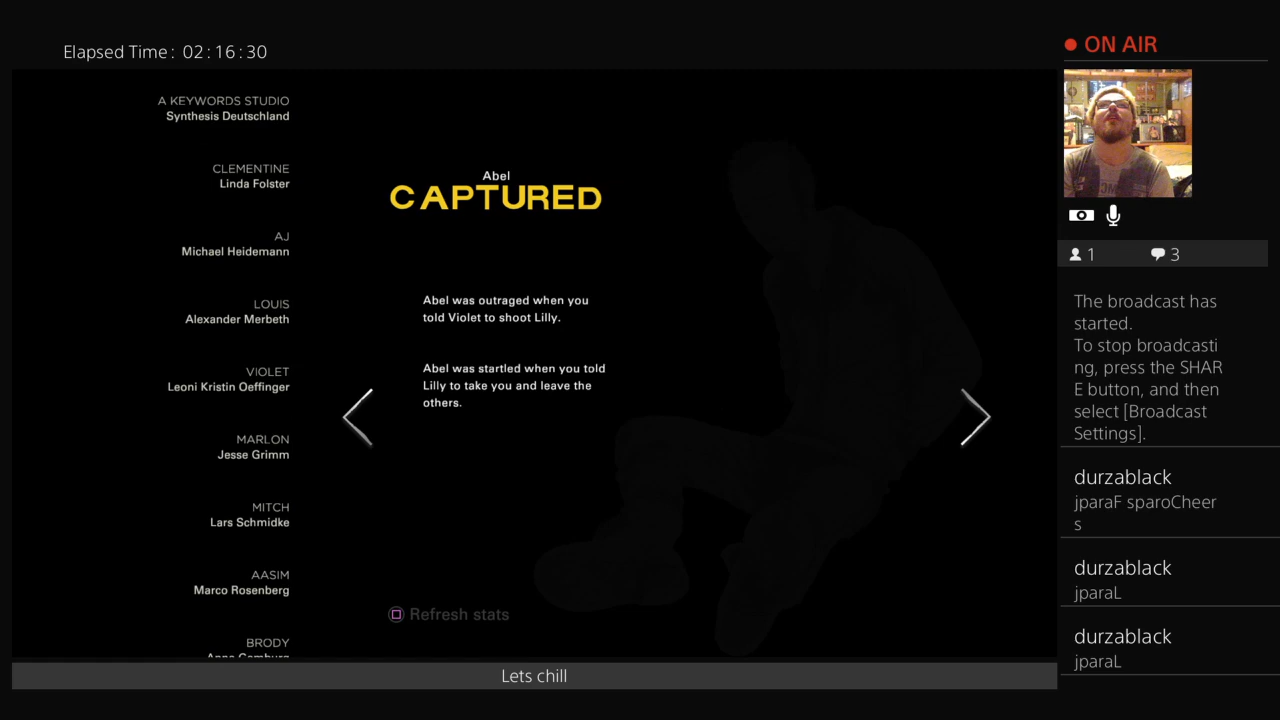 Elapsed Time: 02:16:30
A KEYWORDS STUDIO
Synthesis Deutschland
CLEMENTINE
Linda Folster
AJ
Michael Heidemann
LOUIS
Alexander Merbeth
VIOLET
Leoni Kristin Oeffinger
MARLON
Jesse Grimm
MITCH
Lars Schmidke
AASIM
Marco Rosenberg
BRODY
Abel
CAPTURED
Abel was outraged when you
told Violet to shoot Lilly.
Abel was startled when you told
Lilly to take you and leave the
others.
Refresh stats
Lets chill
ON AIR
1
3
The broadcast has
started.
To stop broadcasti
ng, press the SHAR
E button, and then
select [Broadcast
Settings].
durzablack
jparaF sparoCheer
s
durzablack
jparaL
durzablack
jparaL